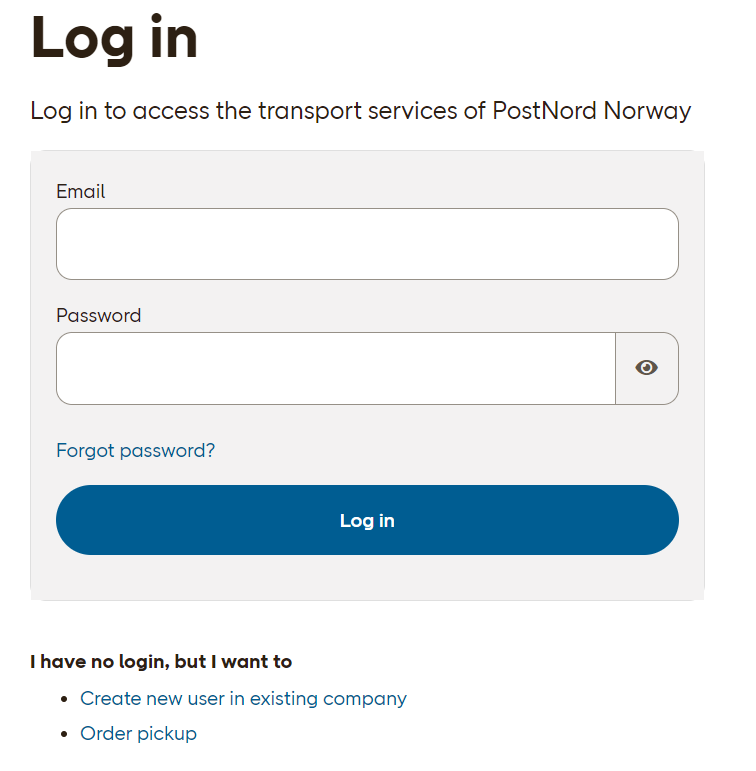 Log in
Log in to access the transport services of PostNord Norway
Email
Password
Forgot password?
Log in
I have no login, but I want to
Create new user in existing company
Order pickup